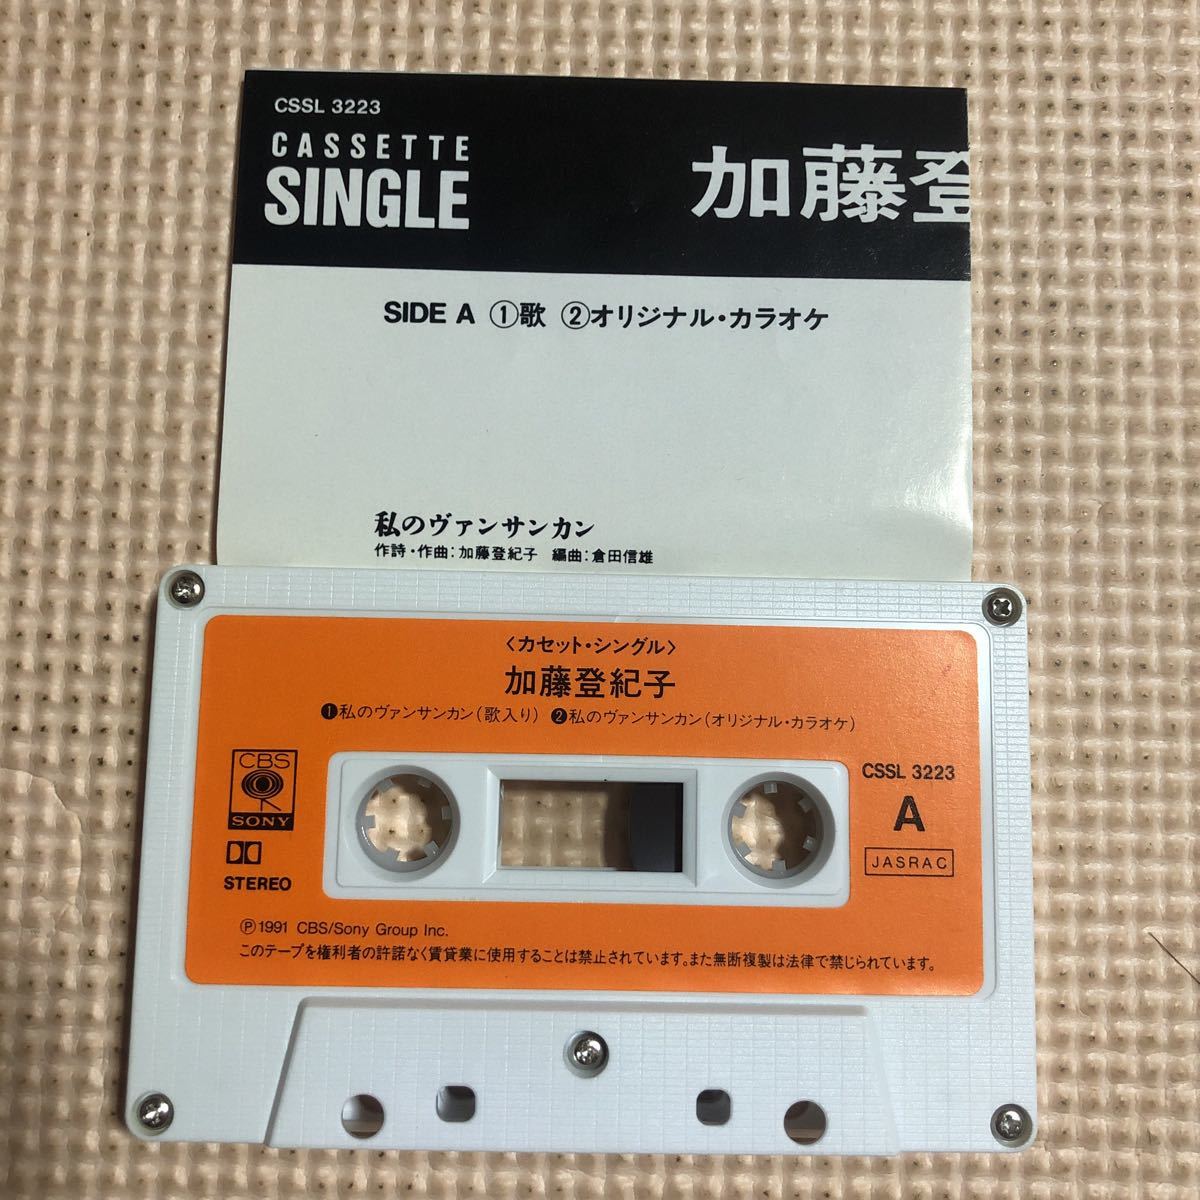 CSSL 3223
CASSETTE
SINGLE
加藤登
SIDE A ①歌 ②オリジナル・カラオケ
私のヴァンサンカン
作詩・作曲:加藤登紀子 編曲:倉田信雄
〈カセット・シングル〉
加藤登紀子
❶私のヴァンサンカン(歌入り) ❷私のヴァンサンカン(オリジナル・カラオケ)
CBS
SONY
STEREO
CSSL 3223
A
JASRAC
Ⓟ1991 CBS/Sony Group Inc.
このテープを権利者の許諾なく賃貸業に使用することは禁止されています。また無断複製は法律で禁じられています。